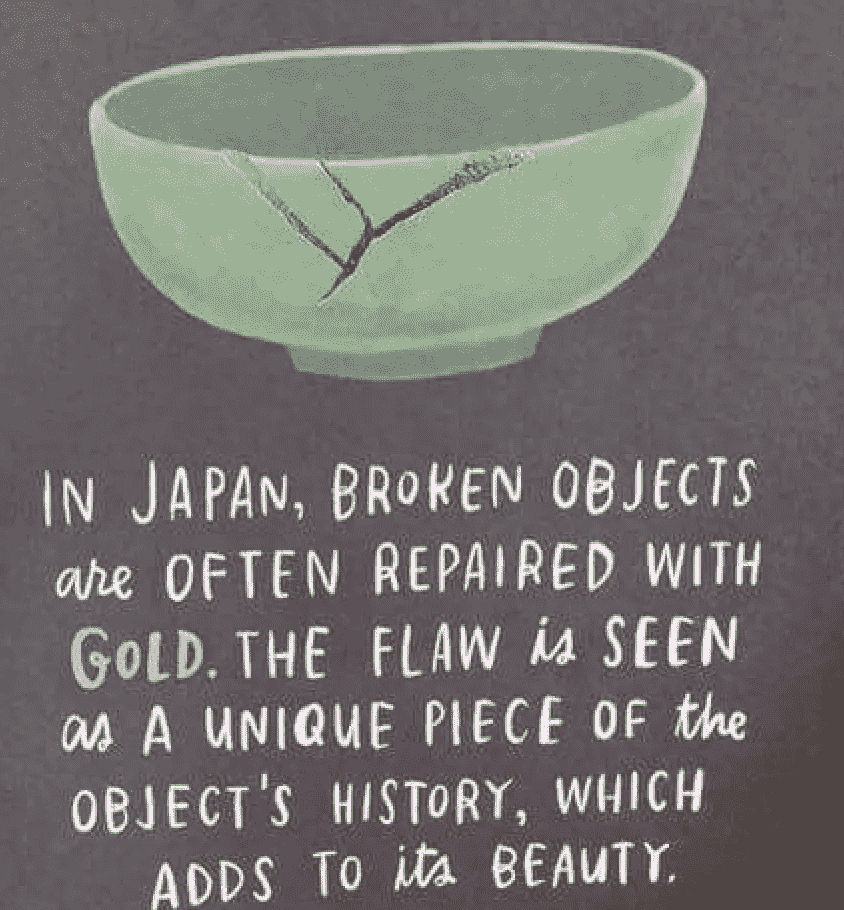 IN JAPAN, BROKEN OBJECTS
are OFTEN REPAIRED WITH
GOLD. THE FLAW is SEEN
as A UNIQUE PIECE OF the
OBJECT'S HISTORY, WHICH
ADDS TO its BEAUTY.